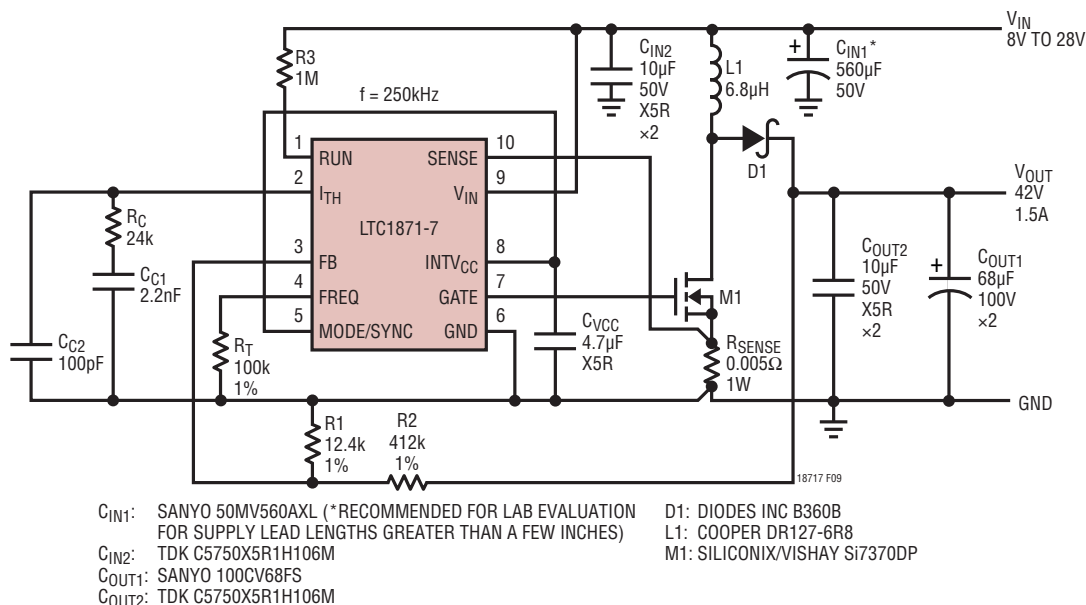 VIN
8V TO 28V
R3
1M
f = 250kHz
CIN2
10µF
50V
X5R
×2
L1
6.8µH
+
CIN1*
560µF
50V
D1
VOUT
42V
1.5A
1
RUN
SENSE
10
2
ITH
VIN
9
LTC1871-7
3
FB
INTVCC
8
4
FREQ
GATE
7
5
MODE/SYNC
GND
6
RC
24k
CC1
2.2nF
CC2
100pF
RT
100k
1%
CVCC
4.7µF
X5R
M1
RSENSE
0.005Ω
1W
COUT2
10µF
50V
X5R
×2
+
COUT1
68µF
100V
×2
GND
R1
12.4k
1%
R2
412k
1%
18717 F09
CIN1: SANYO 50MV560AXL (*RECOMMENDED FOR LAB EVALUATION
FOR SUPPLY LEAD LENGTHS GREATER THAN A FEW INCHES)
CIN2: TDK C5750X5R1H106M
COUT1: SANYO 100CV68FS
COUT2: TDK C5750X5R1H106M
D1: DIODES INC B360B
L1: COOPER DR127-6R8
M1: SILICONIX/VISHAY Si7370DP